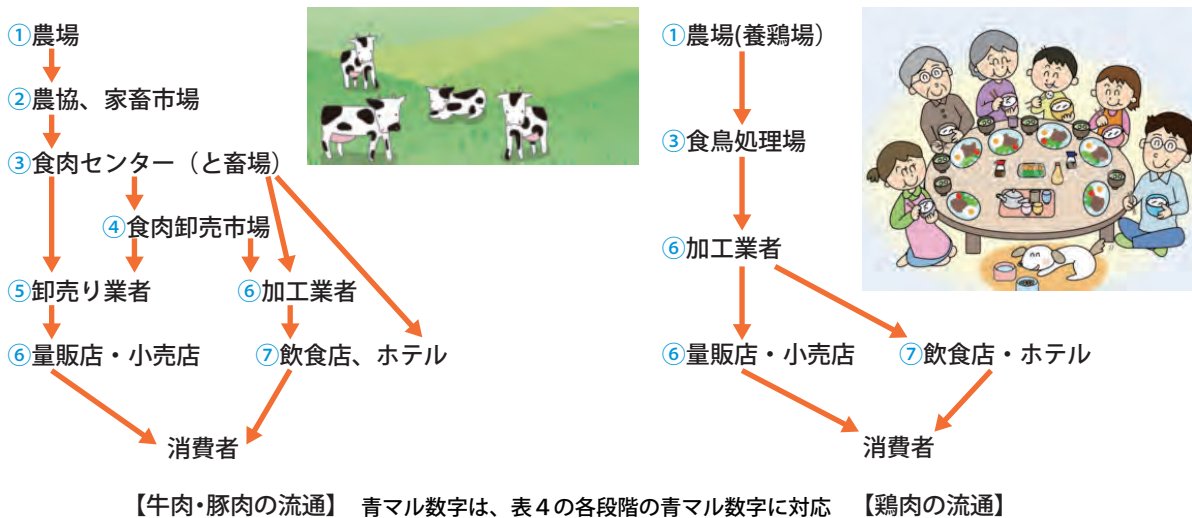 ①農場
②農協、家畜市場
③食肉センター（と畜場）
④食肉卸売市場
⑤卸売り業者
⑥加工業者
⑥量販店・小売店
⑦飲食店、ホテル
消費者
【牛肉・豚肉の流通】
青マル数字は、表４の各段階の青マル数字に対応
①農場(養鶏場）
③食鳥処理場
⑥加工業者
⑥量販店・小売店
⑦飲食店・ホテル
消費者
【鶏肉の流通】